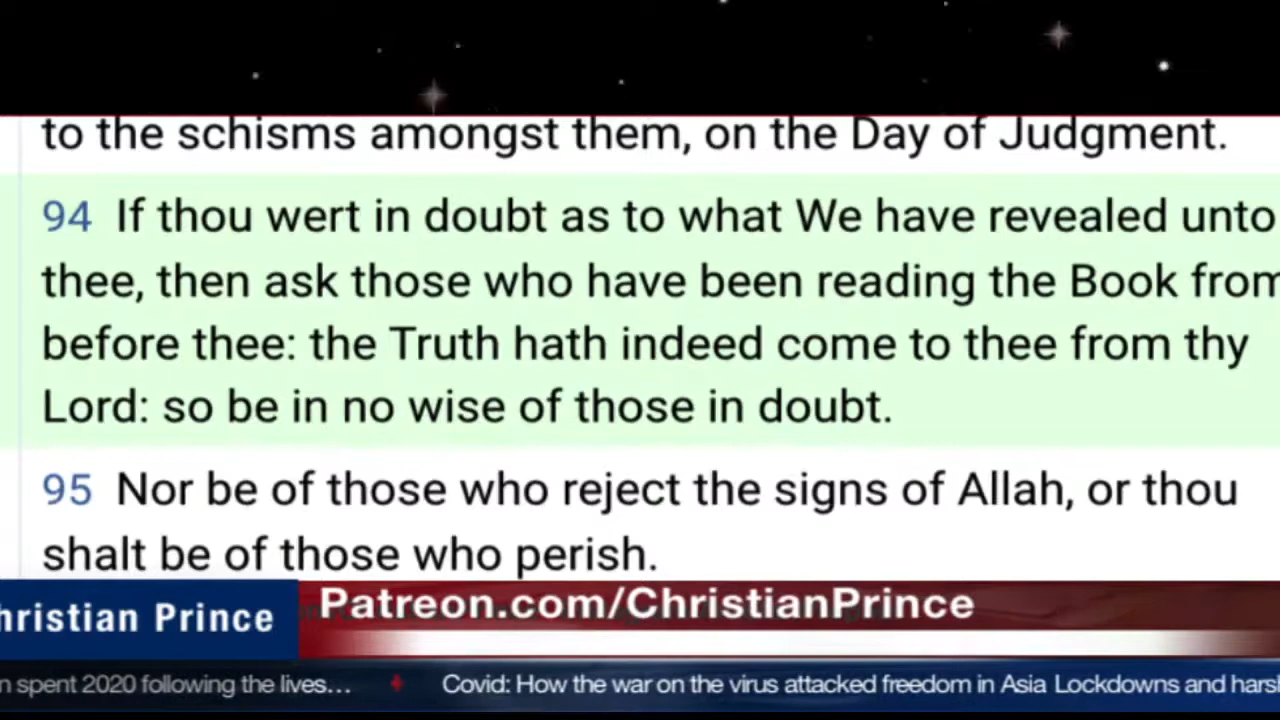 to the schisms amongst them, on the Day of Judgment.
94 If thou wert in doubt as to what We have revealed unto
thee, then ask those who have been reading the Book from
before thee: the Truth hath indeed come to thee from thy
Lord: so be in no wise of those in doubt.
95 Nor be of those who reject the signs of Allah, or thou
shalt be of those who perish.
hristian Prince
Patreon.com/ChristianPrince
n spent 2020 following the lives... Covid: How the war on the virus attacked freedom in Asia Lockdowns and harsh